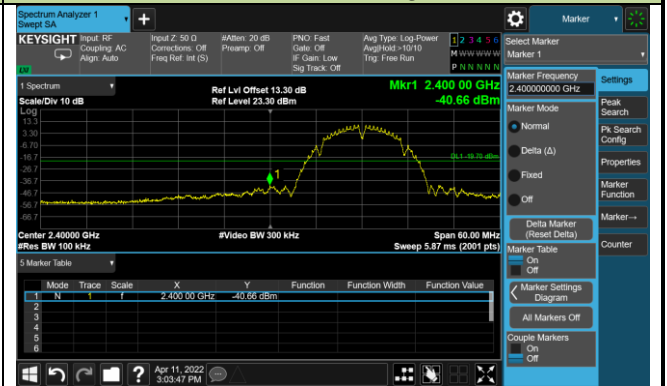 Spectrum Analyzer 1
Swept SA
+
Marker
KEYSIGHT
Input: RF
Coupling: AC
Align: Auto
Input Z: 50 Ω
Corrections: Off
Freq Ref: Int (S)
#Atten: 20 dB
Preamp: Off
PNO: Fast
Gate: Off
IF Gain: Low
Sig Track: Off
Avg Type: Log-Power
Avg|Hold:>10/10
Trig: Free Run
1 2 3 4 5 6
M W W W W W
P N N N N N
Select Marker
Marker 1
1 Spectrum
Scale/Div 10 dB
Log
Ref Lvl Offset 13.30 dB
Ref Level 23.30 dBm
Mkr1 2.400 00 GHz
-40.66 dBm
13.3
3.30
-6.70
-16.7
-26.7
-36.7
-46.7
-56.7
-66.7
DL1 -19.70 dBm
1
Center 2.40000 GHz
#Res BW 100 kHz
#Video BW 300 kHz
Span 60.00 MHz
Sweep 5.87 ms (2001 pts)
5 Marker Table
Mode Trace Scale X Y Function Function Width Function Value
1 N 1 f 2.400 00 GHz -40.66 dBm
2
3
4
5
6
Marker Frequency
2.400000000 GHz
Marker Mode
Normal
Delta (Δ)
Fixed
Off
Delta Marker
(Reset Delta)
Marker Table
On
Off
Marker Settings
Diagram
All Markers Off
Couple Markers
On
Off
Settings
Peak
Search
Pk Search
Config
Properties
Marker
Function
Marker→
Counter
?
Apr 11, 2022
3:03:47 PM